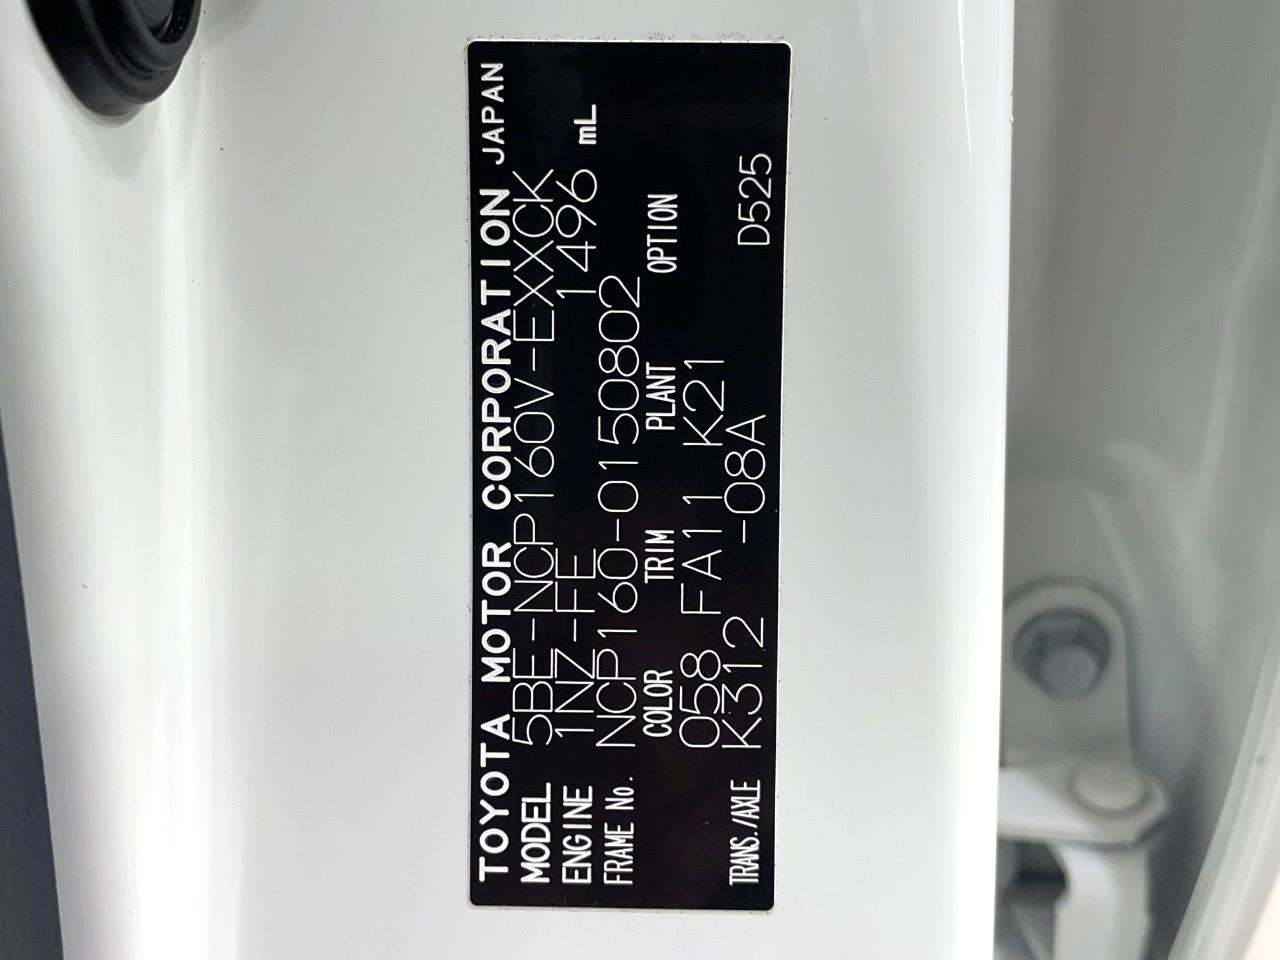 TOYOTA MOTOR CORPORATION JAPAN
MODEL 5BE-NCP160V-EXXCK
ENGINE 1NZ-FE 1496 mL
FRAME No. NCP160-0150802
COLOR TRIM PLANT OPTION
058 FA11 K21
TRANS./AXLE K312 -08A D525